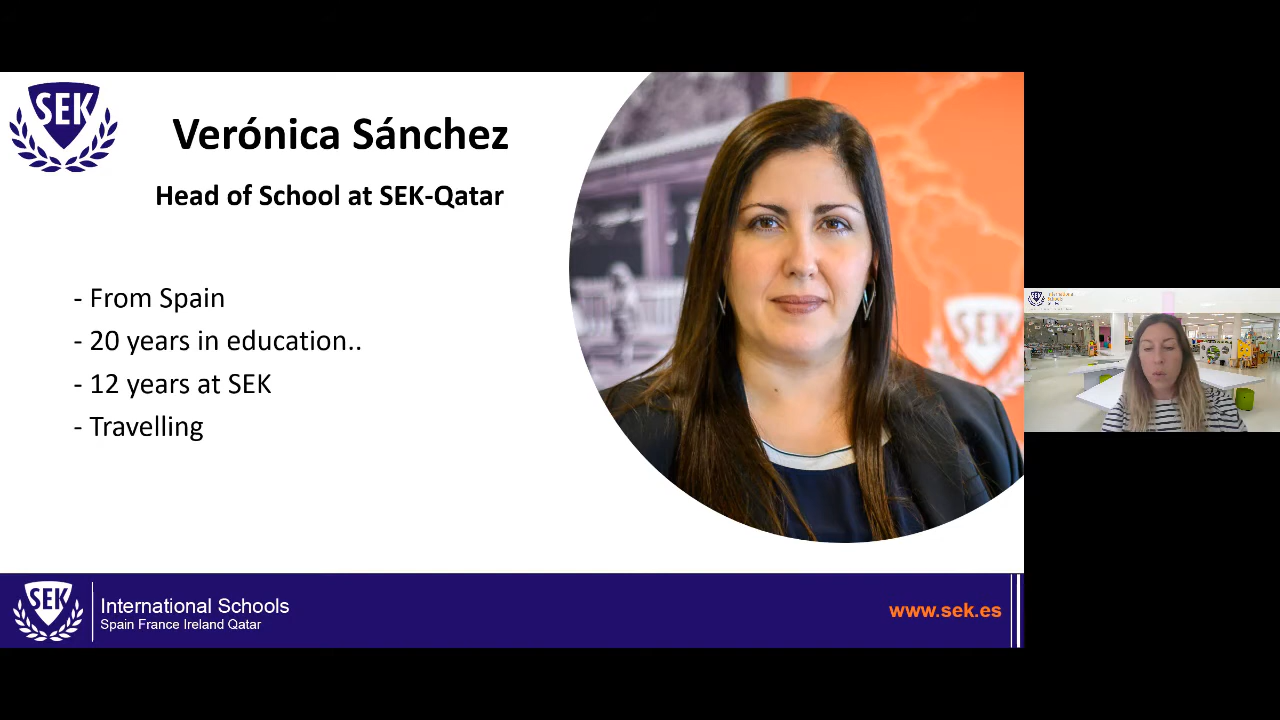 SEK
Verónica Sánchez
Head of School at SEK-Qatar
- From Spain
- 20 years in education..
- 12 years at SEK
- Travelling
SEK
SEK
International Schools
Spain France Ireland Qatar
www.sek.es